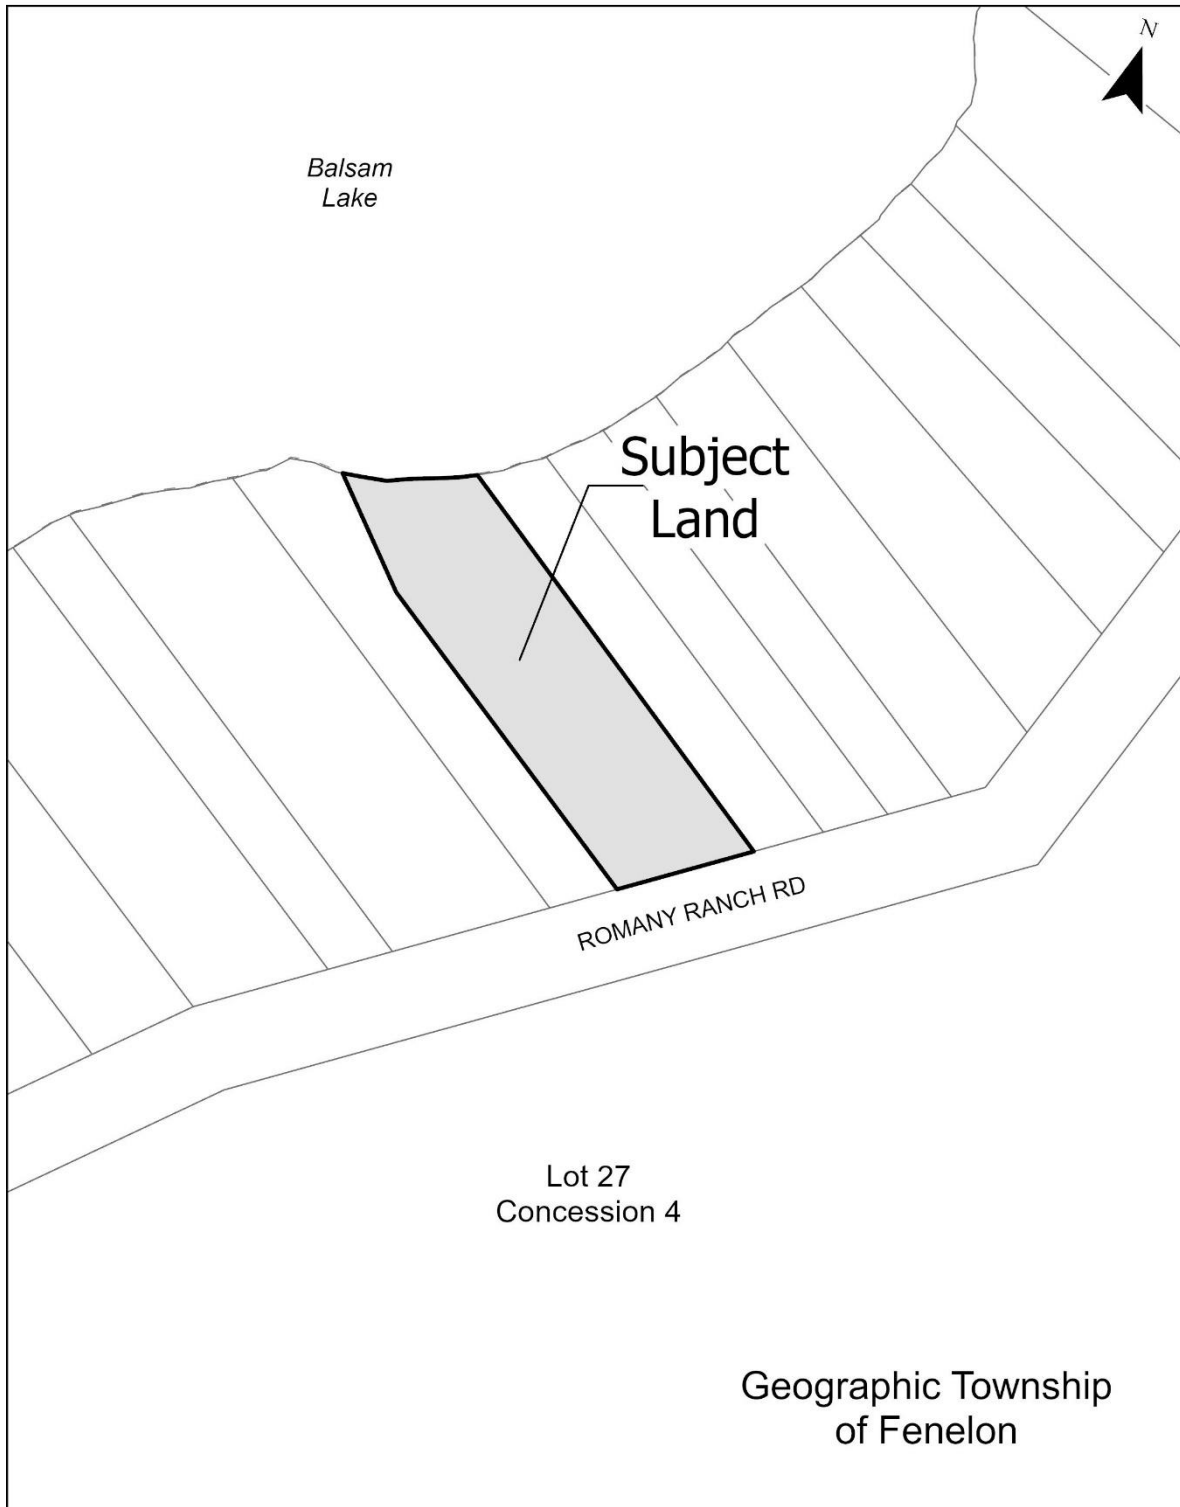 N
Balsam
Lake
Subject
Land
ROMANY RANCH RD
Lot 27
Concession 4
Geographic Township
of Fenelon